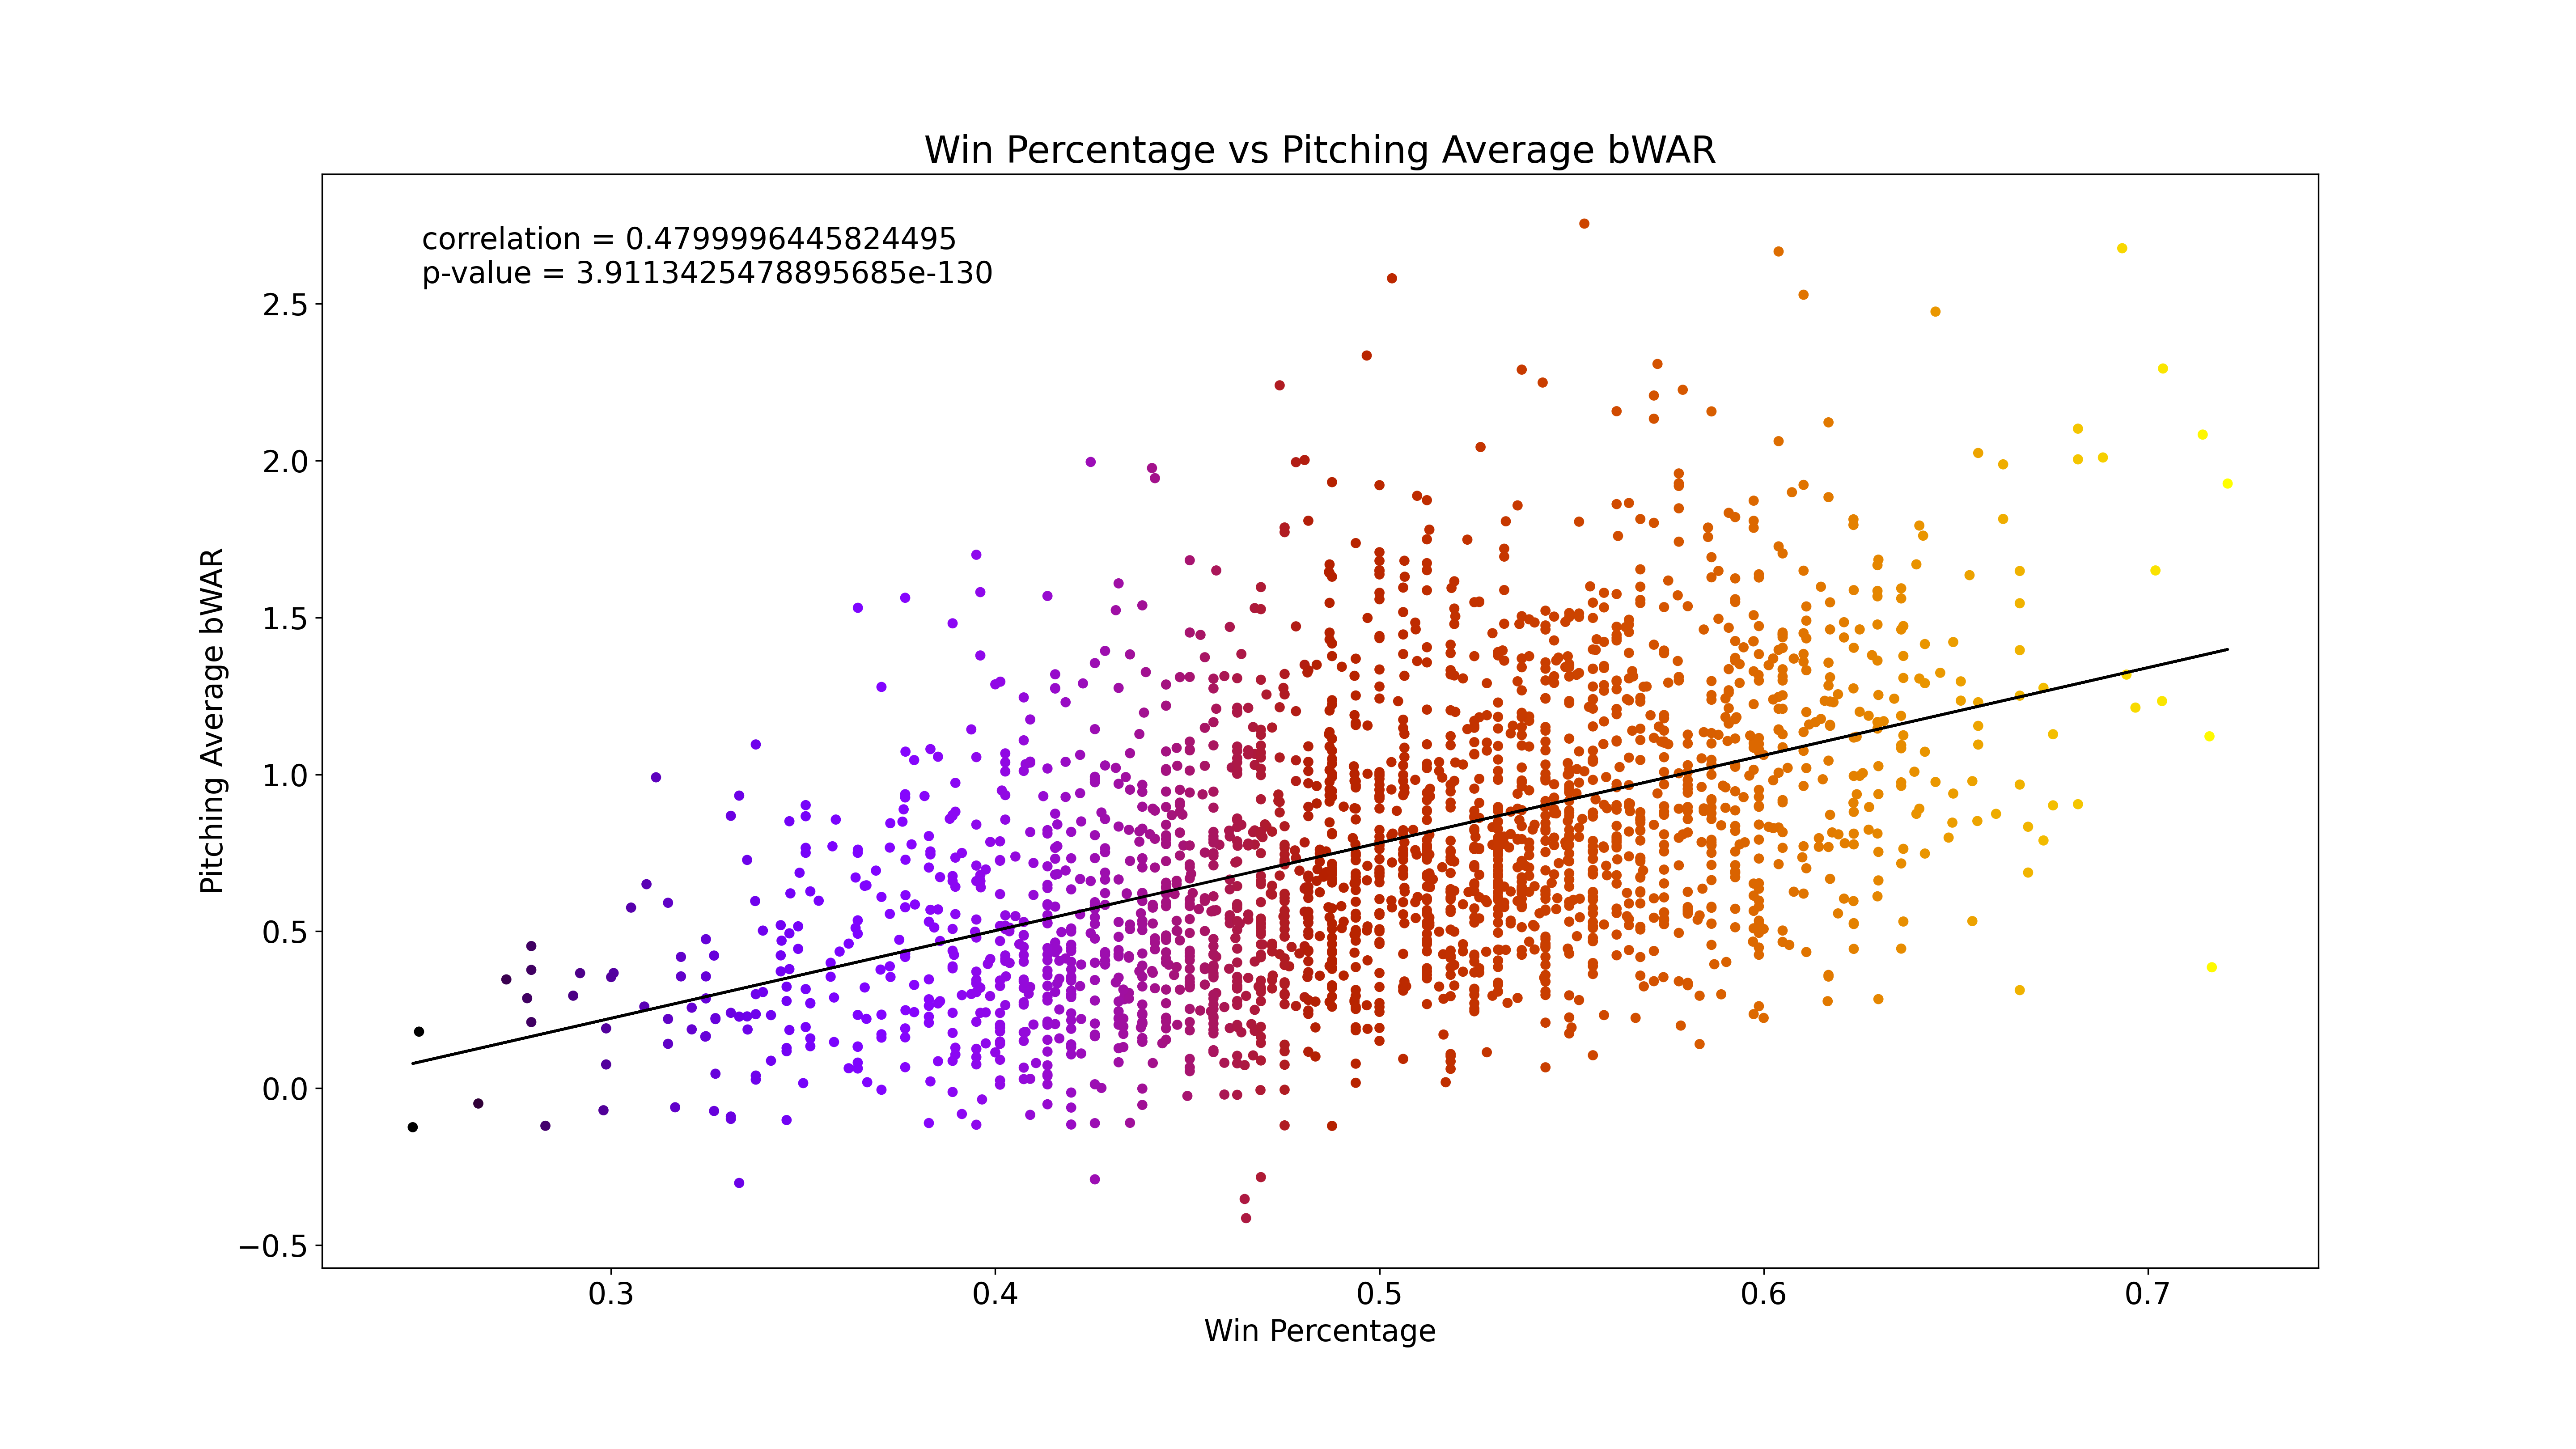 Win Percentage vs Pitching Average bWAR
correlation = 0.4799996445824495
p-value = 3.9113425478895685e-130
2.5
2.0
1.5
1.0
0.5
0.0
−0.5
Pitching Average bWAR
0.3 0.4 0.5 0.6 0.7
Win Percentage